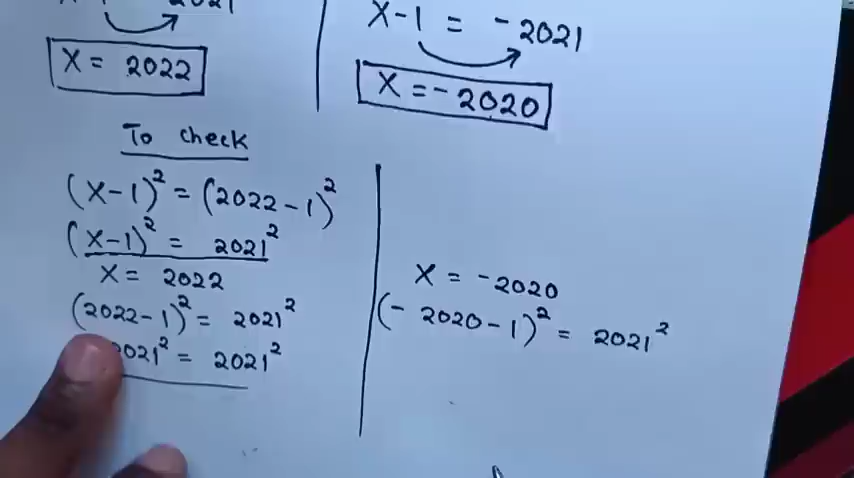 X = 2022
X-1 = -2021
X = -2020
To check
(X-1)² = (2022-1)²
(X-1)² = 2021²
X = 2022
(2022-1)² = 2021²
2021² = 2021²
X = -2020
(-2020-1)² = 2021²